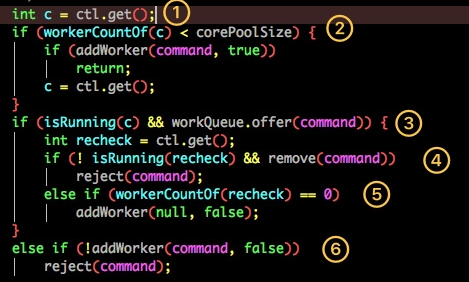 int c = ctl.get(); 1
if (workerCountOf(c) < corePoolSize) { 2
if (addWorker(command, true))
return;
c = ctl.get();
}
if (isRunning(c) && workQueue.offer(command)) { 3
int recheck = ctl.get();
if (! isRunning(recheck) && remove(command)) 4
reject(command);
else if (workerCountOf(recheck) == 0) 5
addWorker(null, false);
}
else if (!addWorker(command, false)) 6
reject(command);